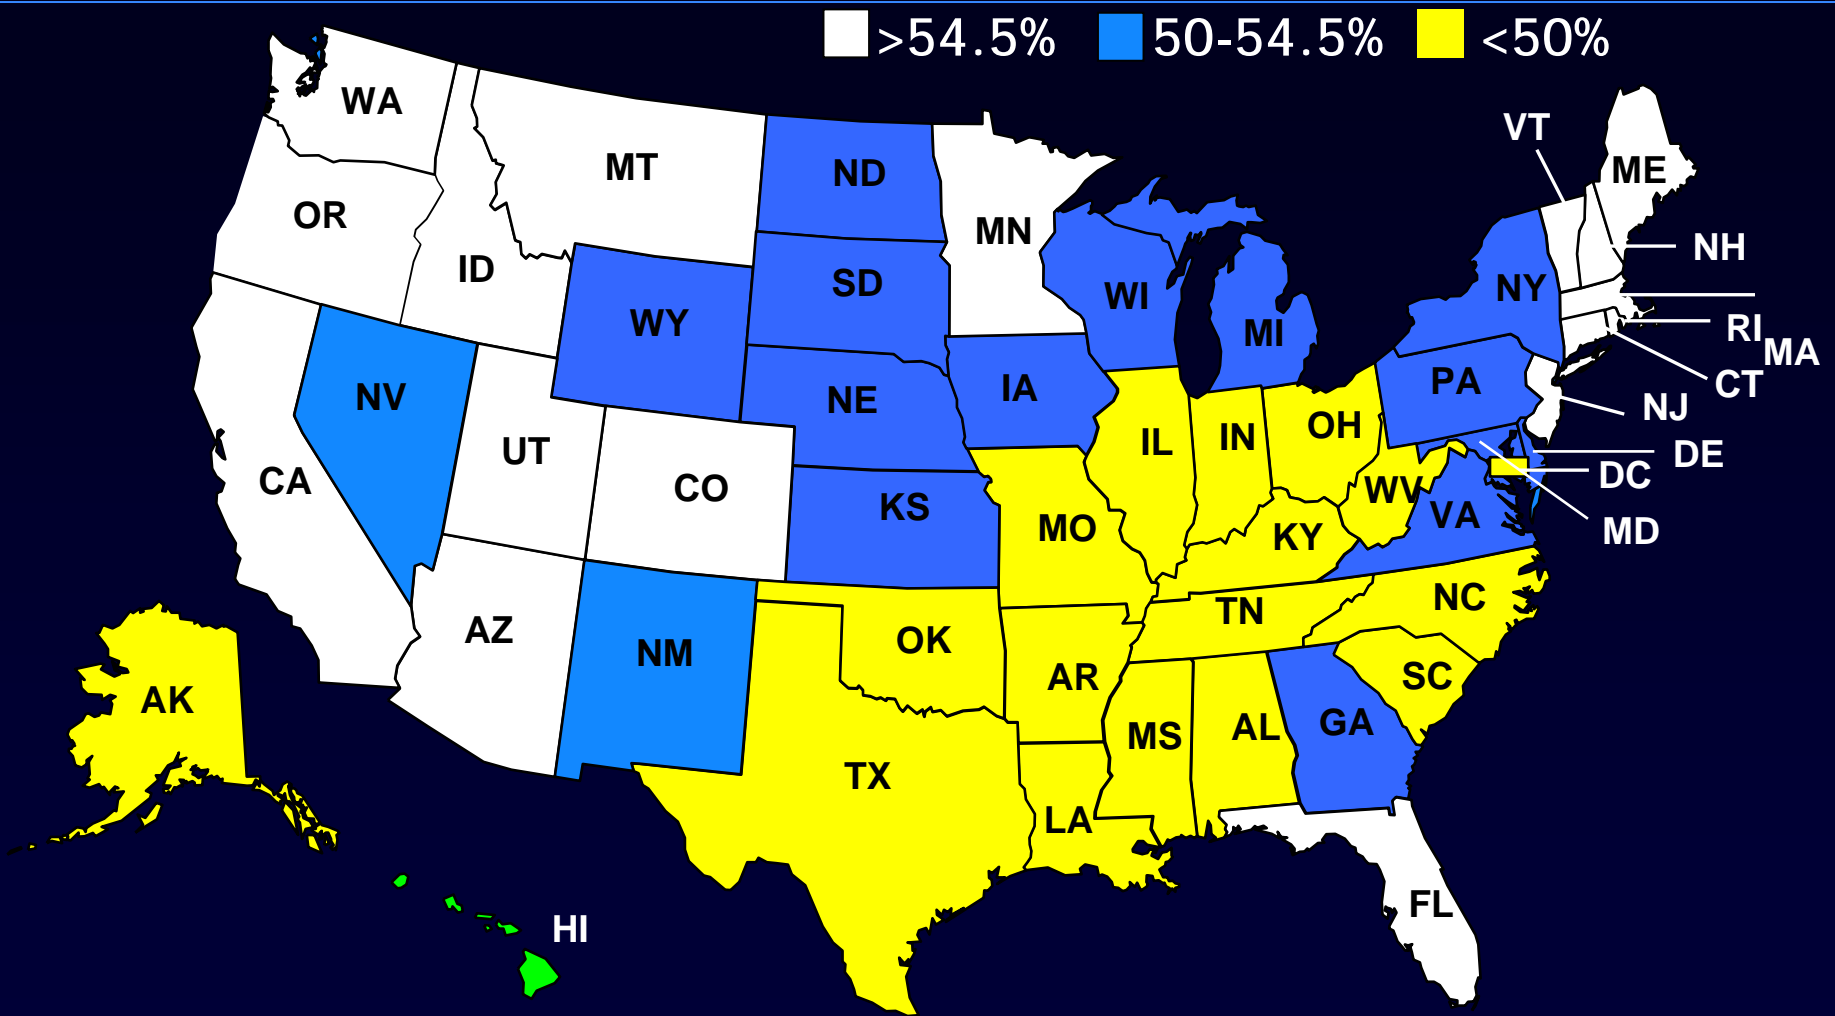 >54.5% 50-54.5% <50%
WA
VT
MT
ND
ME
OR
MN
NH
ID
SD
NY
WI
WY
RI
MI
MA
PA
CT
IA
NV
NE
NJ
OH
IN
IL
UT
DE
DC
CA
CO
WV
KS
VA
MO
MD
KY
NC
TN
AZ
OK
NM
SC
AR
AK
GA
AL
MS
TX
LA
FL
HI